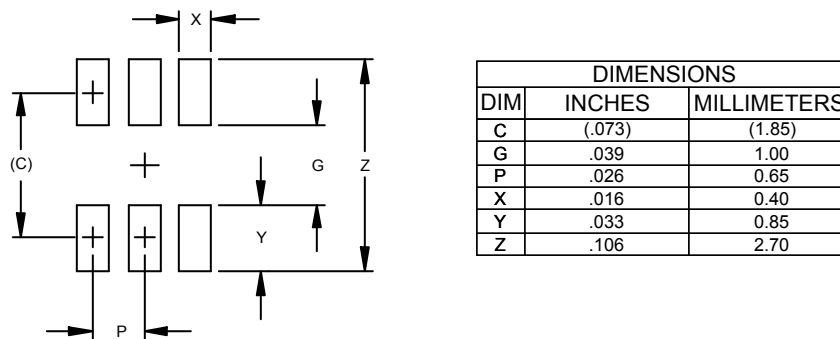 X
(C)
G
Z
Y
P
DIMENSIONS
DIM INCHES MILLIMETERS
C (.073) (1.85)
G .039 1.00
P .026 0.65
X .016 0.40
Y .033 0.85
Z .106 2.70